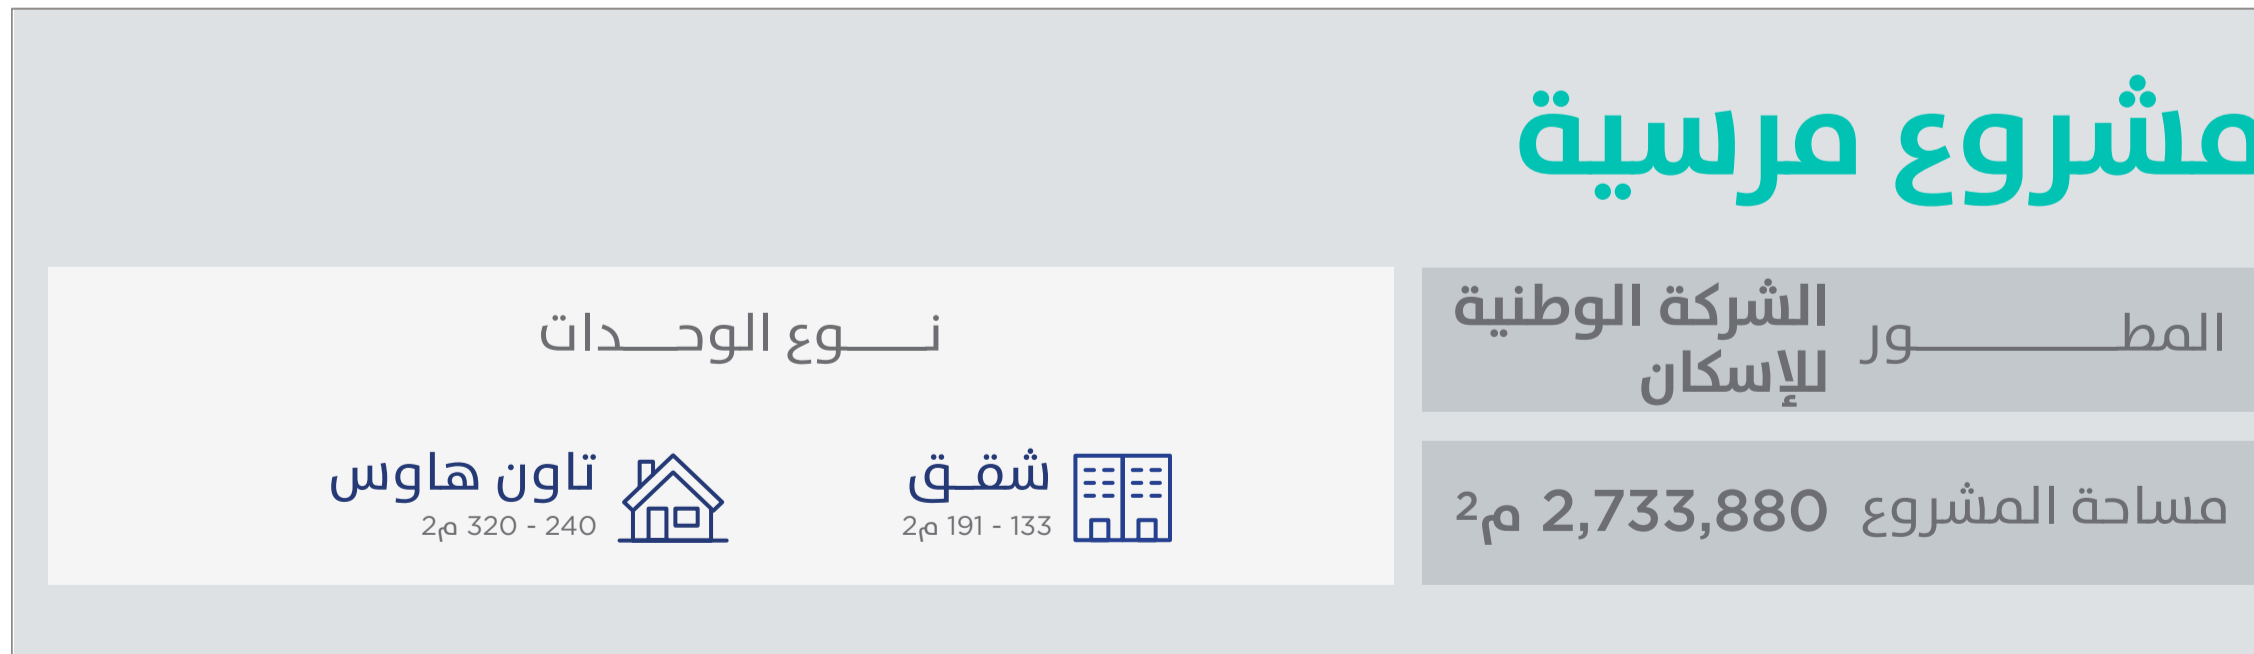 مشروع مرسية
المطـــــــــور الشركة الوطنية
للإسكان
مساحة المشروع 2,733,880 م2
نـــــوع الوحـــدات
شقـق
133 - 191 م2
تاون هاوس
240 - 320 م2